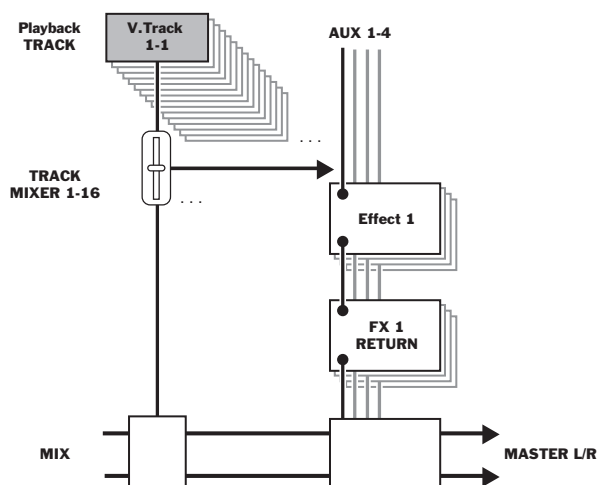 Playback
TRACK
V.Track
1-1
AUX 1-4
. . .
TRACK
MIXER 1-16
. . .
Effect 1
FX 1
RETURN
MIX
MASTER L/R